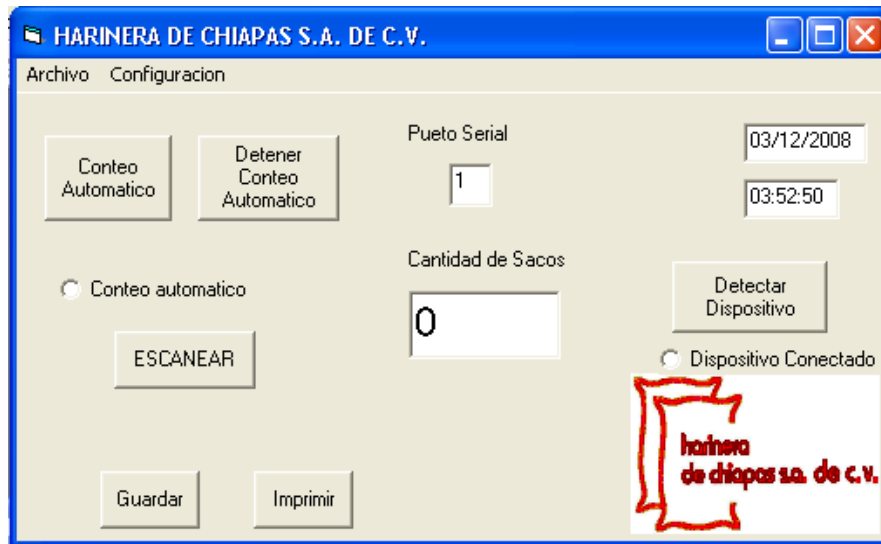 HARINERA DE CHIAPAS S.A. DE C.V.
Archivo Configuracion
Conteo
Automatico
Detener
Conteo
Automatico
Pueto Serial
1
03/12/2008
03:52:50
Conteo automatico
Cantidad de Sacos
0
Detectar
Dispositivo
ESCANEAR
Dispositivo Conectado
harinera
de chiapas s.a. de c.v.
Guardar
Imprimir